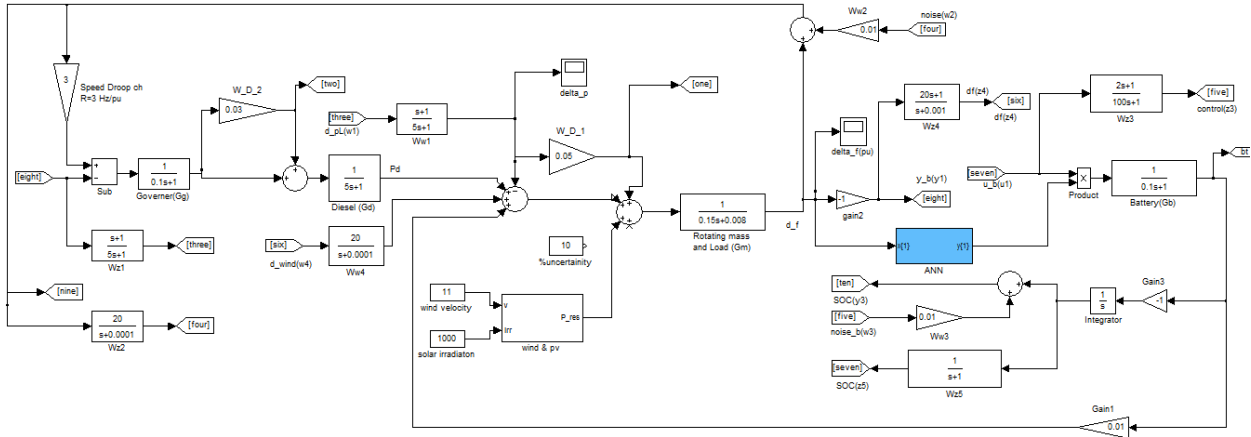 Ww2
noise(w2)
0.01
[four]
3
Speed Droop ch
R=3 Hz/pu
W_D_2
0.03
[two]
delta_p
[one]
[three]
d_pL(w1)
s+1
5s+1
Ww1
W_D_1
0.05
delta_f(pu)
20s+1
s+0.001
Wz4
df(z4)
[six]
df(z4)
2s+1
100s+1
Wz3
[five]
control(z3)
bt
[eight]
Sub
1
0.1s+1
Governer(Gg)
1
5s+1
Diesel (Gd)
Pd
1
0.15s+0.008
Rotating mass
and Load (Gm)
d_f
-1
gain2
y_b(y1)
[eight]
[seven]
u_b(u1)
X
Product
1
0.1s+1
Battery(Gb)
s+1
5s+1
Wz1
[three]
[six]
d_wind(w4)
20
s+0.0001
Ww4
10
%uncertainity
x{1}
y{1}
ANN
[nine]
20
s+0.0001
Wz2
[four]
11
wind velocity
1000
solar irradiaton
v
irr
P_res
wind & pv
[ten]
SOC(y3)
[five]
noise_b(w3)
0.01
Ww3
1
s
Integrator
Gain3
-1
[seven]
SOC(z5)
1
s+1
Wz5
Gain1
0.01